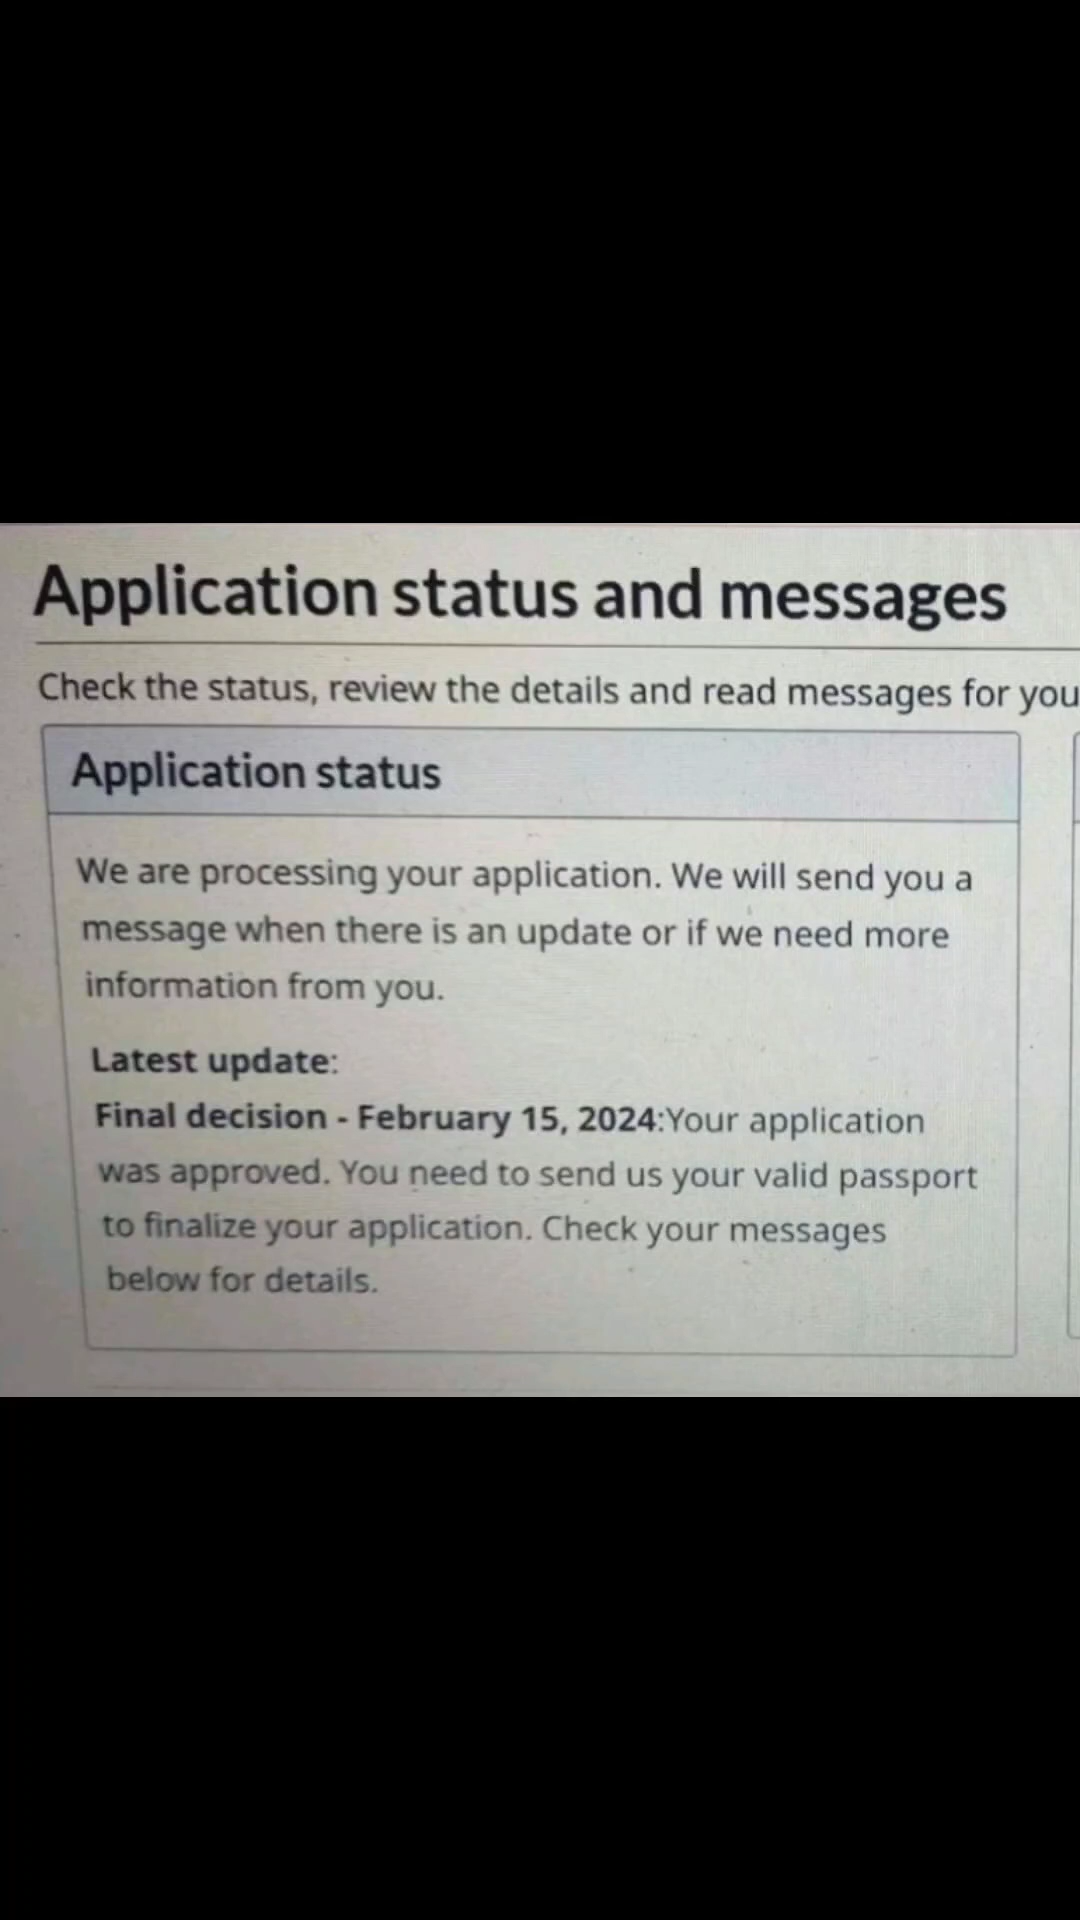 Application status and messages
Check the status, review the details and read messages for you
Application status
We are processing your application. We will send you a
message when there is an update or if we need more
information from you.
Latest update:
Final decision - February 15, 2024:Your application
was approved. You need to send us your valid passport
to finalize your application. Check your messages
below for details.